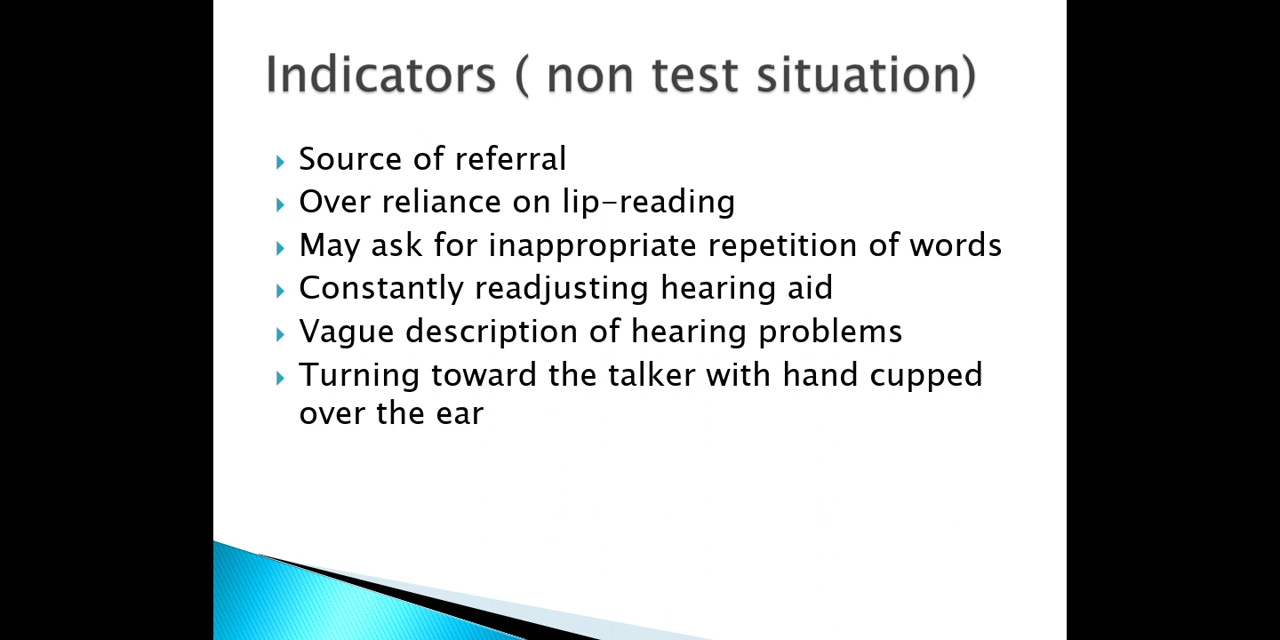 Indicators ( non test situation)
Source of referral
Over reliance on lip-reading
May ask for inappropriate repetition of words
Constantly readjusting hearing aid
Vague description of hearing problems
Turning toward the talker with hand cupped
over the ear